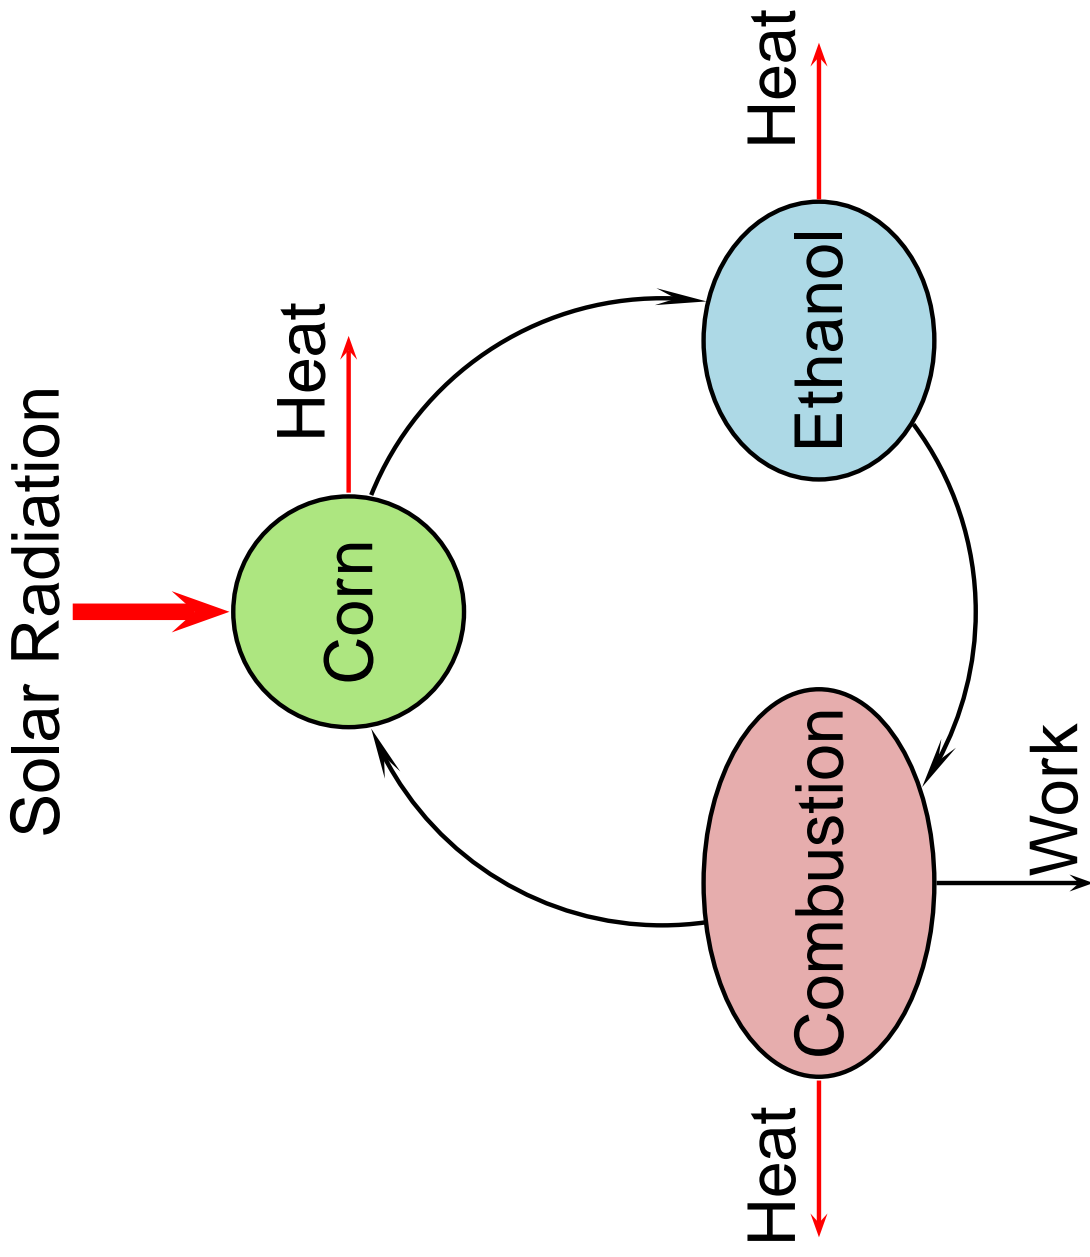 Solar Radiation
Heat
Corn
Heat
Ethanol
Combustion
Heat
Work